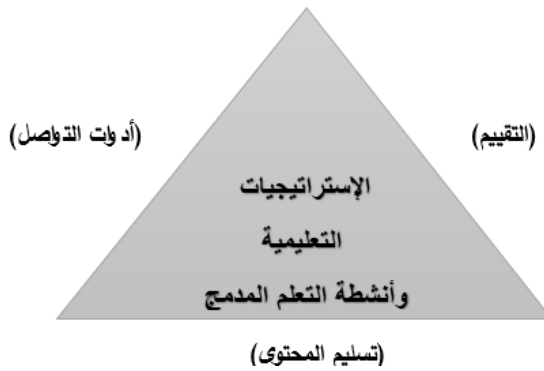 (التقييم)
(أدوات التواصل)
الإستراتيجيات
التعليمية
وأنشطة التعلم المدمج
(تسليم المحتوى)